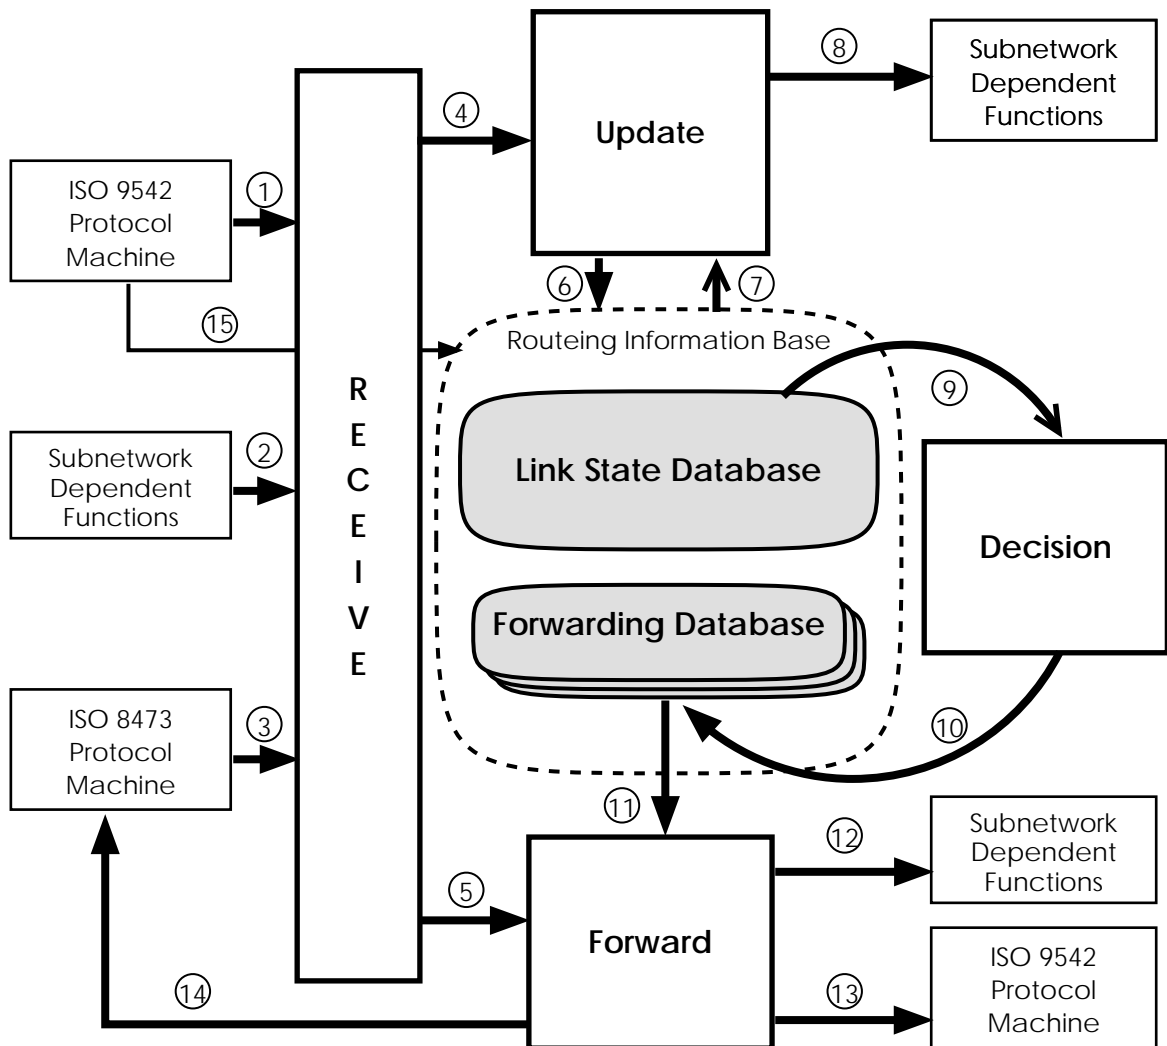 8
Subnetwork
Dependent
Functions
4
Update
ISO 9542
Protocol
Machine
1
6
7
15
Routeing Information Base
R
E
C
E
I
V
E
9
2
Subnetwork
Dependent
Functions
Link State Database
Decision
Forwarding Database
ISO 8473
Protocol
Machine
3
10
11
12
Subnetwork
Dependent
Functions
5
Forward
14
13
ISO 9542
Protocol
Machine